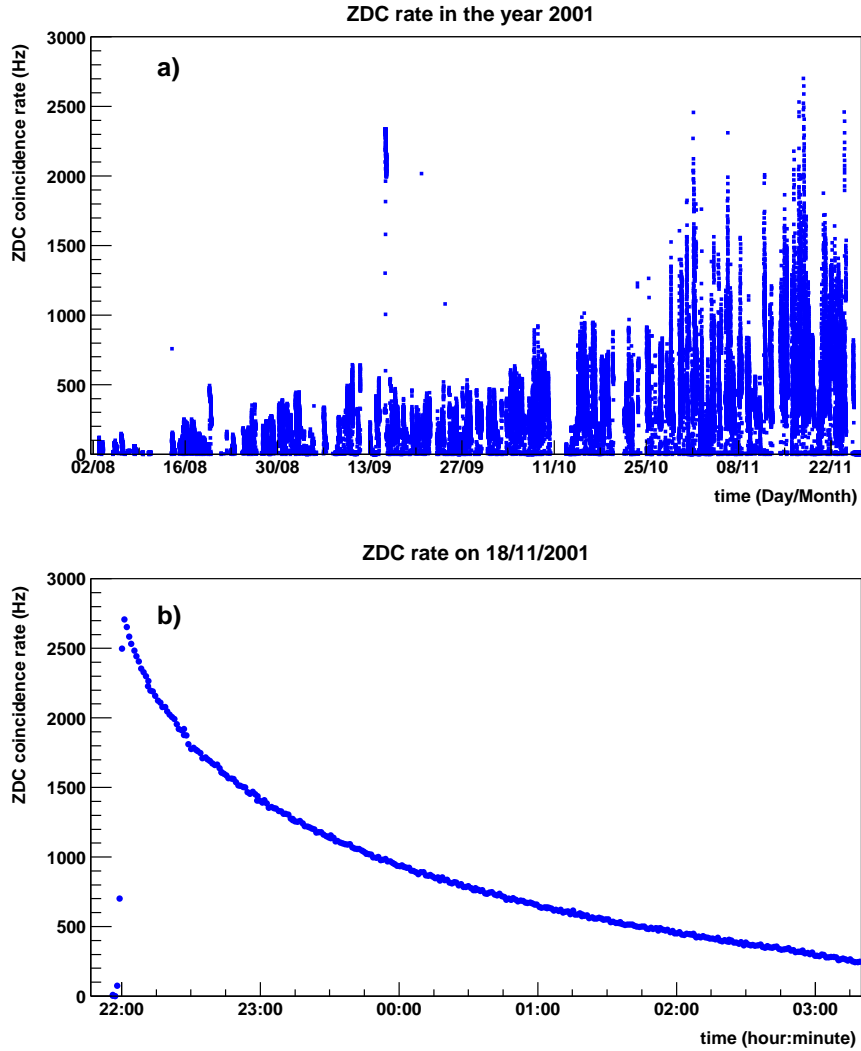 ZDC rate in the year 2001
a)
ZDC coincidence rate (Hz)
3000
2500
2000
1500
1000
500
0
02/08 16/08 30/08 13/09 27/09 11/10 25/10 08/11 22/11
time (Day/Month)
ZDC rate on 18/11/2001
b)
ZDC coincidence rate (Hz)
3000
2500
2000
1500
1000
500
0
22:00 23:00 00:00 01:00 02:00 03:00
time (hour:minute)